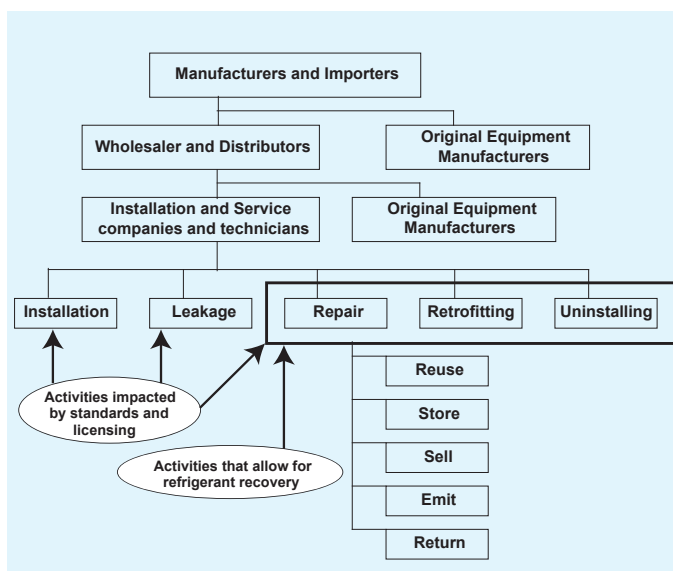 Manufacturers and Importers
Wholesaler and Distributors
Original Equipment
Manufacturers
Installation and Service
companies and technicians
Original Equipment
Manufacturers
Installation
Leakage
Repair
Retrofitting
Uninstalling
Reuse
Activities impacted
by standards and
licensing
Store
Sell
Activities that allow for
refrigerant recovery
Emit
Return